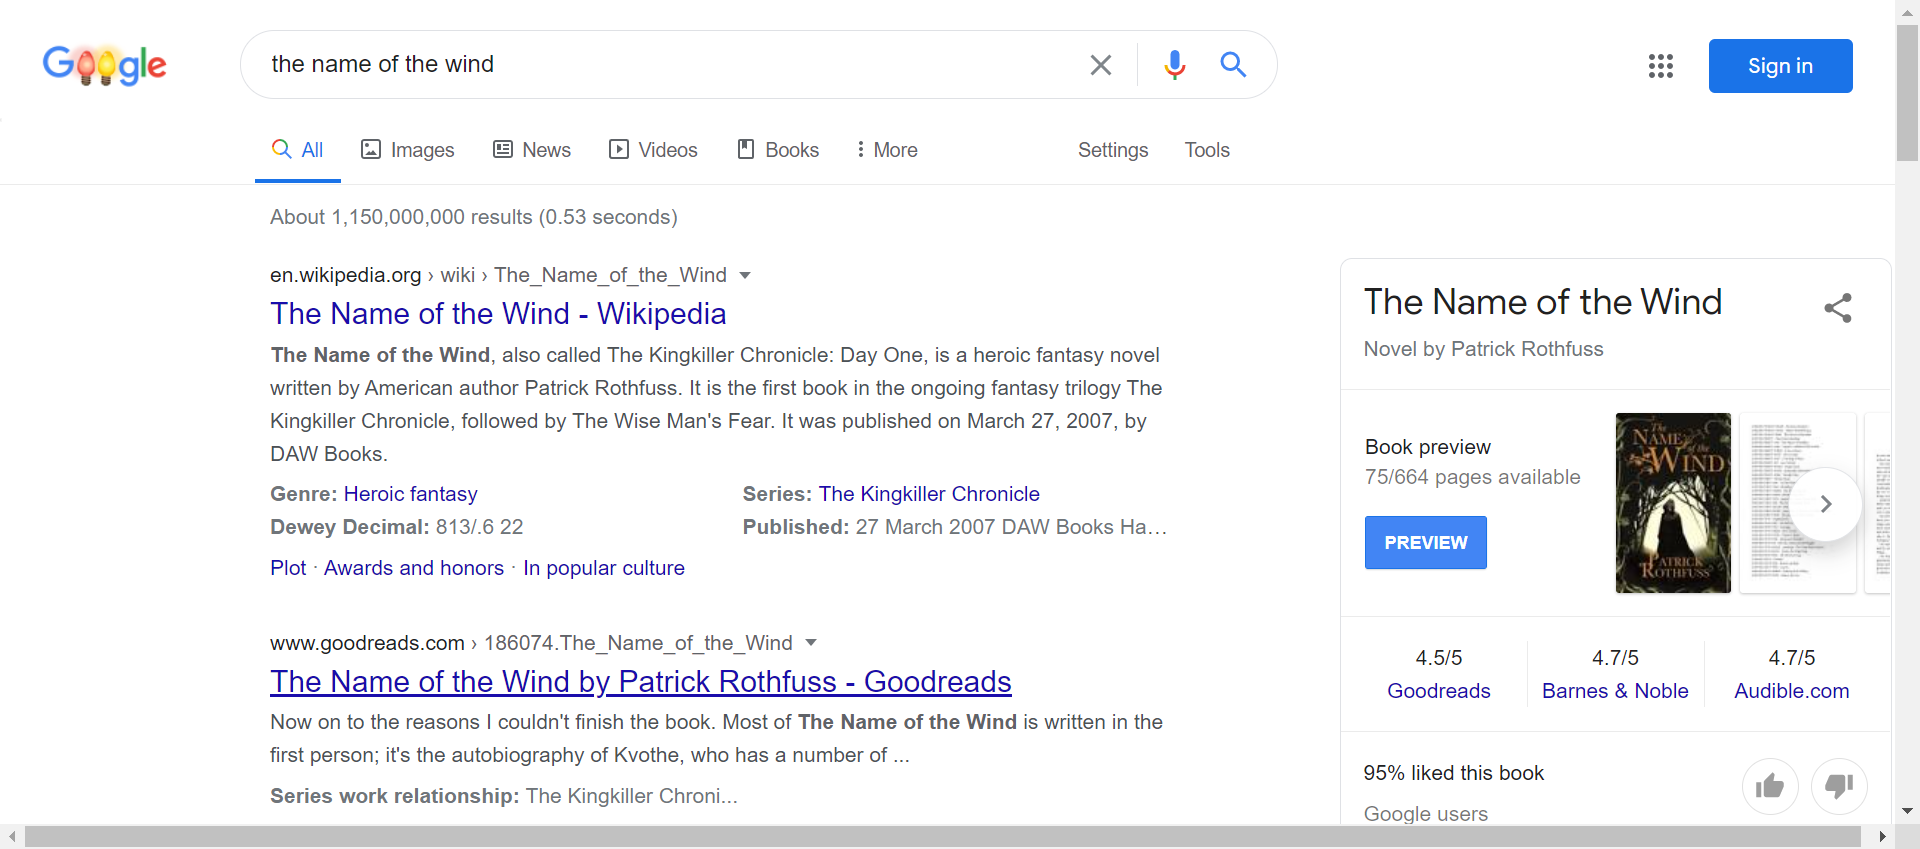 Google
the name of the wind
Sign in
All Images News Videos Books More Settings Tools
About 1,150,000,000 results (0.53 seconds)
en.wikipedia.org › wiki › The_Name_of_the_Wind
The Name of the Wind - Wikipedia
The Name of the Wind, also called The Kingkiller Chronicle: Day One, is a heroic fantasy novel
written by American author Patrick Rothfuss. It is the first book in the ongoing fantasy trilogy The
Kingkiller Chronicle, followed by The Wise Man's Fear. It was published on March 27, 2007, by
DAW Books.
Genre: Heroic fantasy
Series: The Kingkiller Chronicle
Dewey Decimal: 813/.6 22
Published: 27 March 2007 DAW Books Ha...
Plot · Awards and honors · In popular culture
www.goodreads.com › 186074.The_Name_of_the_Wind
The Name of the Wind by Patrick Rothfuss - Goodreads
Now on to the reasons I couldn't finish the book. Most of The Name of the Wind is written in the
first person; it's the autobiography of Kvothe, who has a number of ...
Series work relationship: The Kingkiller Chroni...
The Name of the Wind
Novel by Patrick Rothfuss
Book preview
75/664 pages available
PREVIEW
The
NAME
of the
WIND
PATRICK
ROTHFUSS
4.5/5
Goodreads
4.7/5
Barnes & Noble
4.7/5
Audible.com
95% liked this book
Google users